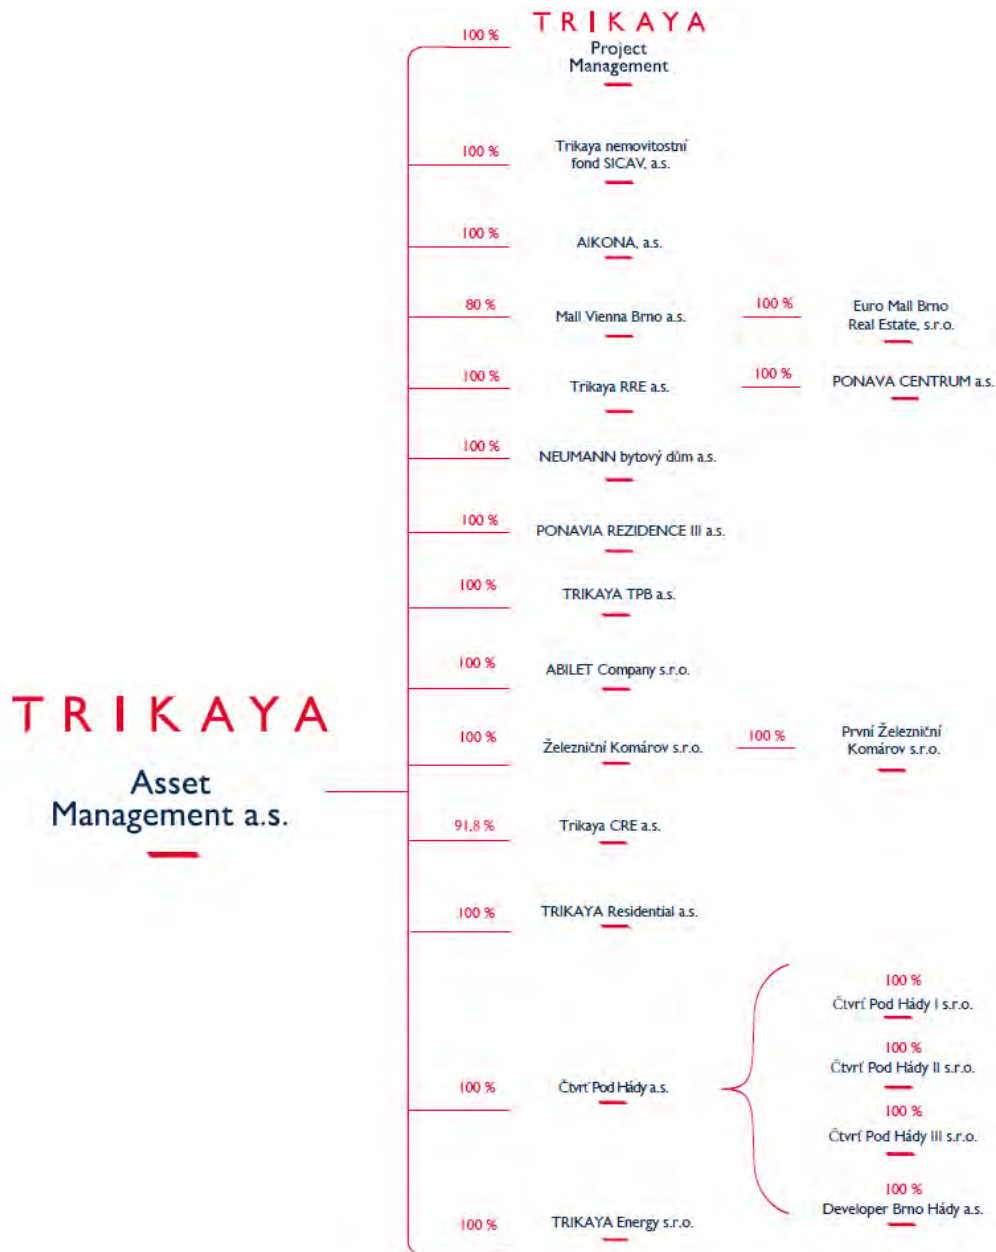 100 %
TRIKAYA
Project
Management
100 %
Trikaya nemovitostní
fond SICAV, a.s.
100 %
AIKONA, a.s.
80 %
Mall Vienna Brno a.s.
100 %
Euro Mall Brno
Real Estate, s.r.o.
100 %
Trikaya RRE a.s.
100 %
PONAVA CENTRUM a.s.
100 %
NEUMANN bytový dům a.s.
100 %
PONAVIA REZIDENCE III a.s.
100 %
TRIKAYA TPB a.s.
100 %
ABILET Company s.r.o.
TRIKAYA
Asset
Management a.s.
100 %
Železniční Komárov s.r.o.
100 %
První Železniční
Komárov s.r.o.
91,8 %
Trikaya CRE a.s.
100 %
TRIKAYA Residential a.s.
100 %
Čtvrť Pod Hády a.s.
100 %
Čtvrť Pod Hády I s.r.o.
100 %
Čtvrť Pod Hády II s.r.o.
100 %
Čtvrť Pod Hády III s.r.o.
100 %
Developer Brno Hády a.s.
100 %
TRIKAYA Energy s.r.o.